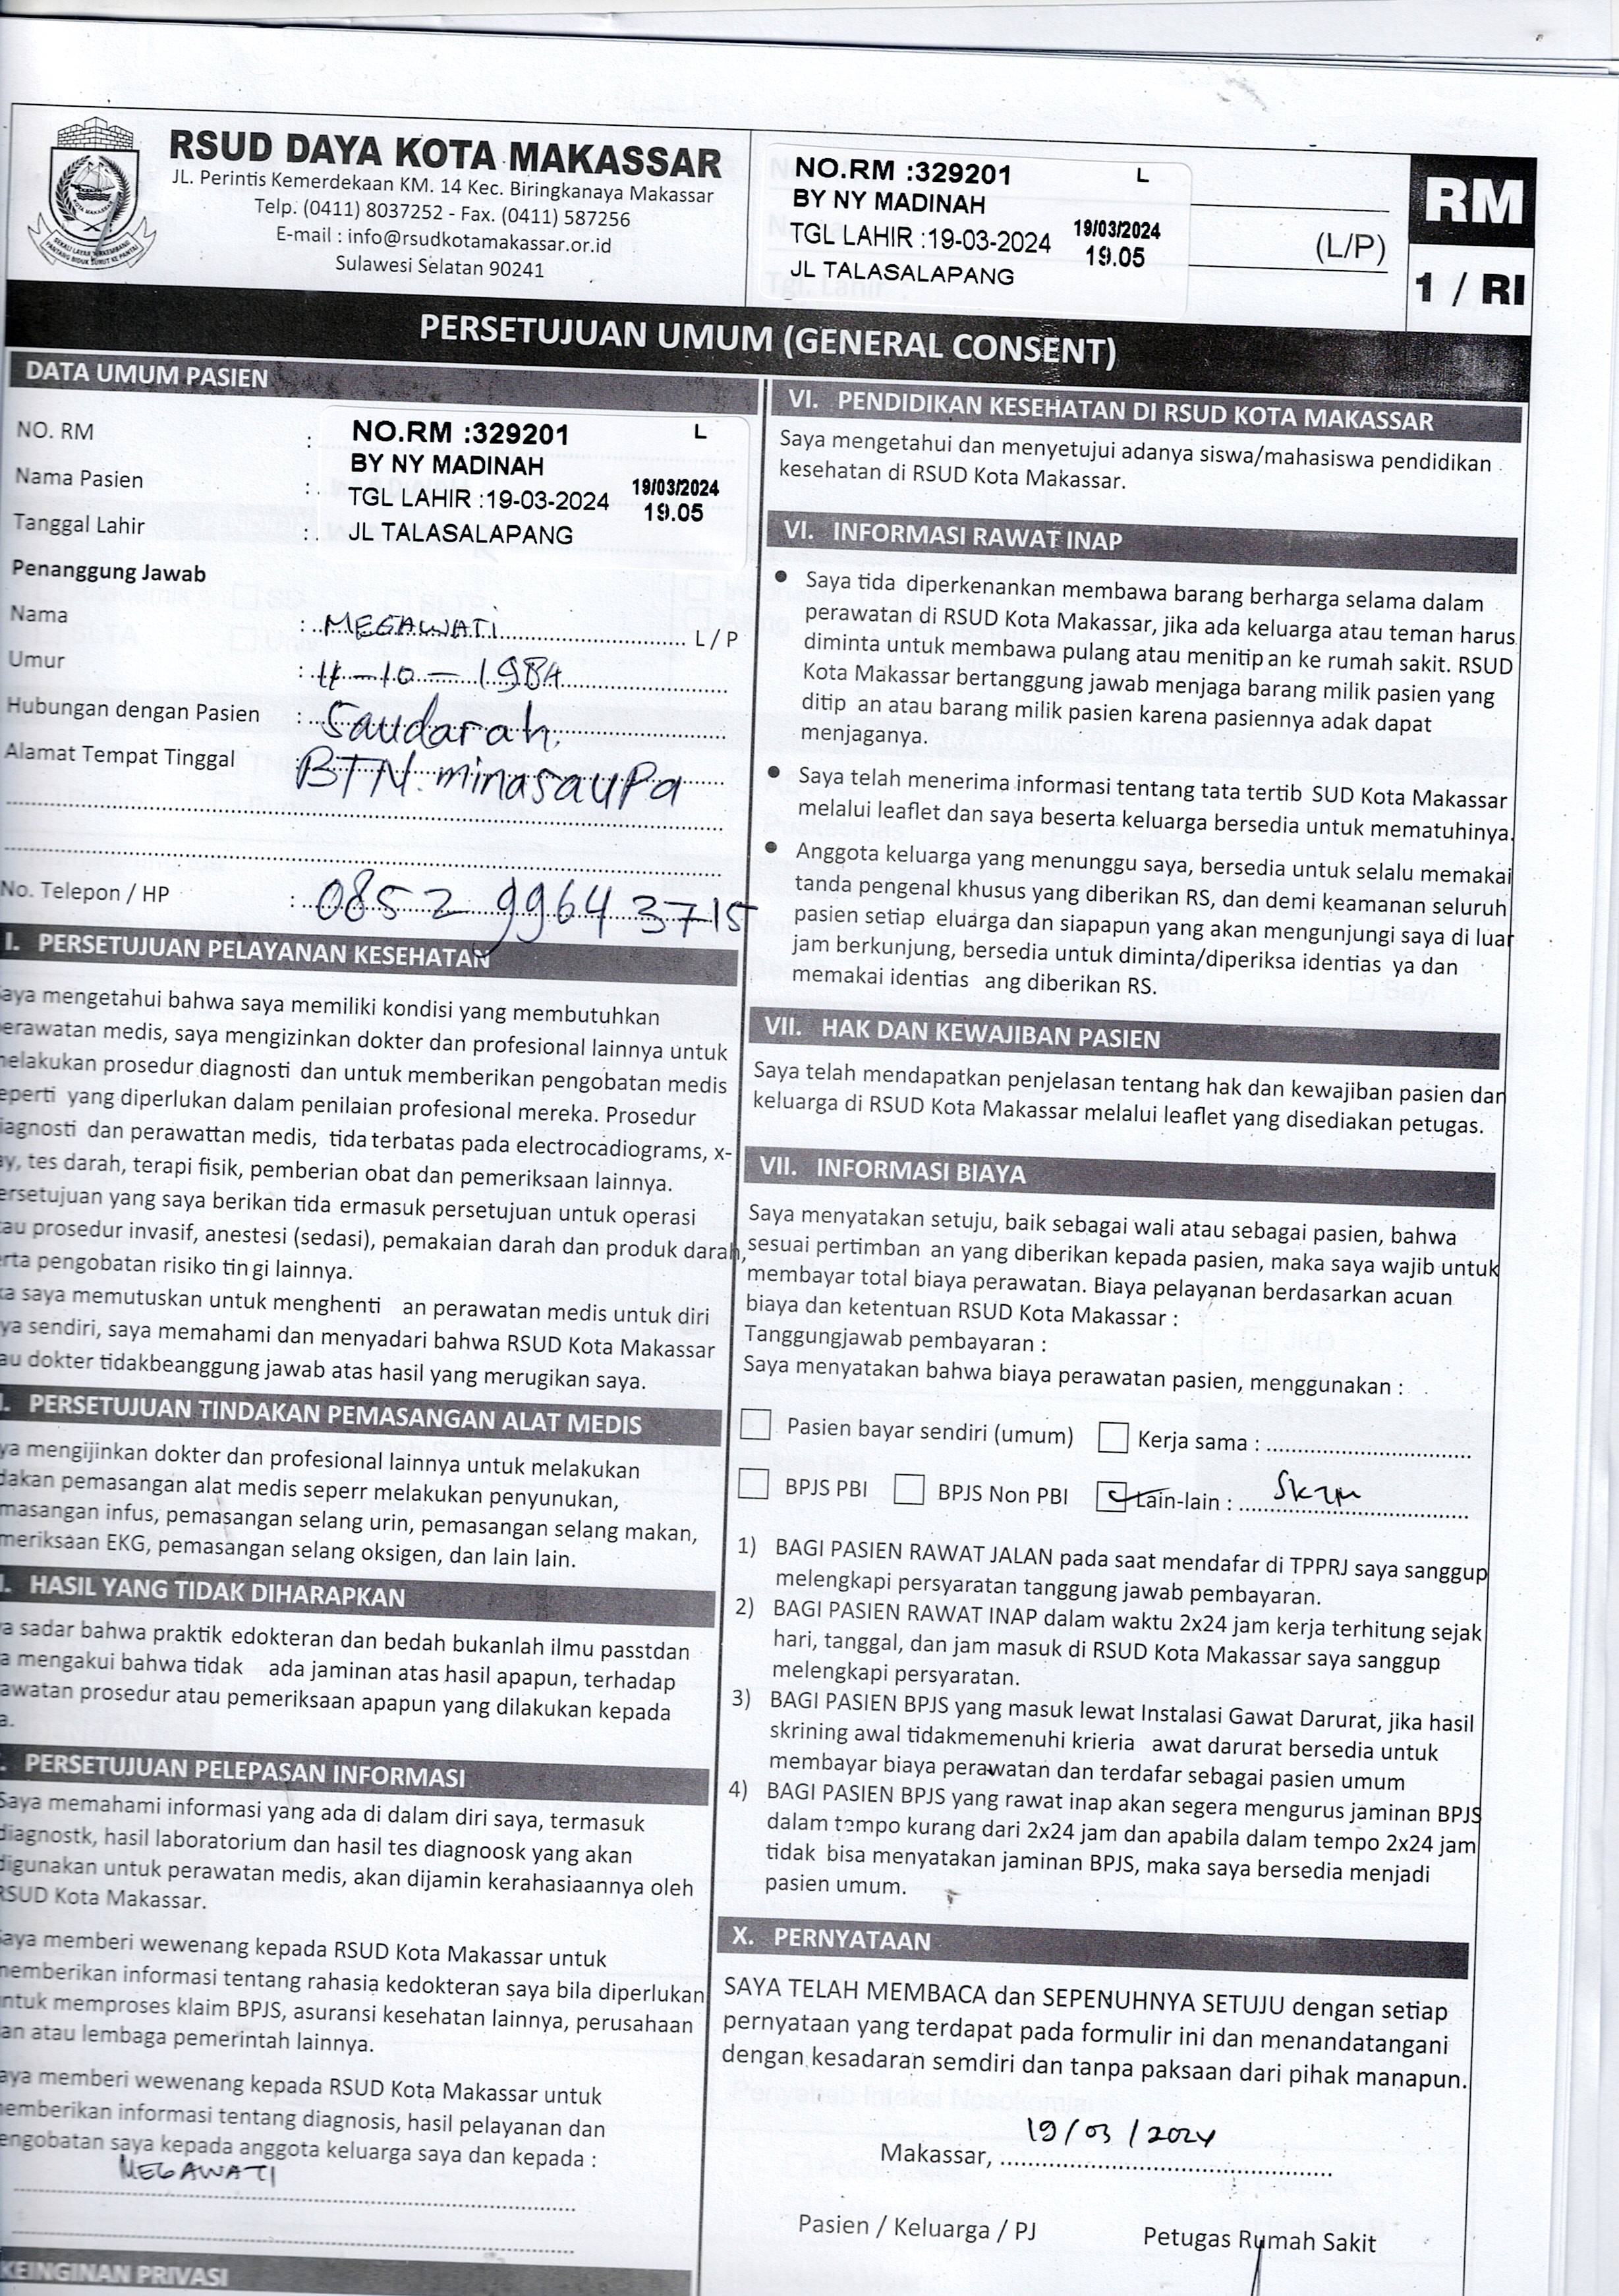 RSUD DAYA KOTA MAKASSAR
JL. Perintis Kemerdekaan KM. 14 Kec. Biringkanaya Makassar
Telp. (0411) 8037252 - Fax. (0411) 587256
E-mail : info@rsudkotamakassar.or.id
Sulawesi Selatan 90241
NO.RM :329201 L
BY NY MADINAH
TGL LAHIR :19-03-2024 19/03/2024
19.05
JL TALASALAPANG
(L/P)
RM
1 / RI
PERSETUJUAN UMUM (GENERAL CONSENT)
DATA UMUM PASIEN
NO. RM :
Nama Pasien :
Tanggal Lahir :
NO.RM :329201 L
BY NY MADINAH
TGL LAHIR :19-03-2024 19/03/2024
19.05
JL TALASALAPANG
Penanggung Jawab
Nama : MEGAWATI L / P
Umur : 11-10-1984
Hubungan dengan Pasien : Saudarah.
Alamat Tempat Tinggal : BTN minasaupa
No. Telepon / HP : 0852 9964 3715
I. PERSETUJUAN PELAYANAN KESEHATAN
aya mengetahui bahwa saya memiliki kondisi yang membutuhkan
erawatan medis, saya mengizinkan dokter dan profesional lainnya untuk
nelakukan prosedur diagnosti dan untuk memberikan pengobatan medis
eperti yang diperlukan dalam penilaian profesional mereka. Prosedur
iagnosti dan perawattan medis, tida terbatas pada electrocadiograms, x-
y, tes darah, terapi fisik, pemberian obat dan pemeriksaan lainnya.
ersetujuan yang saya berikan tida ermasuk persetujuan untuk operasi
au prosedur invasif, anestesi (sedasi), pemakaian darah dan produk darah,
rta pengobatan risiko tingi lainnya.
ka saya memutuskan untuk menghenti an perawatan medis untuk diri
ya sendiri, saya memahami dan menyadari bahwa RSUD Kota Makassar
au dokter tidakbeanggung jawab atas hasil yang merugikan saya.
I. PERSETUJUAN TINDAKAN PEMASANGAN ALAT MEDIS
ya mengijinkan dokter dan profesional lainnya untuk melakukan
dakan pemasangan alat medis seperr melakukan penyunukan,
masangan infus, pemasangan selang urin, pemasangan selang makan,
meriksaan EKG, pemasangan selang oksigen, dan lain lain.
I. HASIL YANG TIDAK DIHARAPKAN
a sadar bahwa praktik edokteran dan bedah bukanlah ilmu passtdan
a mengakui bahwa tidak ada jaminan atas hasil apapun, terhadap
awatan prosedur atau pemeriksaan apapun yang dilakukan kepada
a.
. PERSETUJUAN PELEPASAN INFORMASI
Saya memahami informasi yang ada di dalam diri saya, termasuk
diagnostk, hasil laboratorium dan hasil tes diagnoosk yang akan
digunakan untuk perawatan medis, akan dijamin kerahasiaannya oleh
RSUD Kota Makassar.
Saya memberi wewenang kepada RSUD Kota Makassar untuk
nemberikan informasi tentang rahasia kedokteran saya bila diperlukan
ntuk memproses klaim BPJS, asuransi kesehatan lainnya, perusahaan
an atau lembaga pemerintah lainnya.
aya memberi wewenang kepada RSUD Kota Makassar untuk
emberikan informasi tentang diagnosis, hasil pelayanan dan
engobatan saya kepada anggota keluarga saya dan kepada :
MEGAWATI
KEINGINAN PRIVASI
VI. PENDIDIKAN KESEHATAN DI RSUD KOTA MAKASSAR
Saya mengetahui dan menyetujui adanya siswa/mahasiswa pendidikan
kesehatan di RSUD Kota Makassar.
VI. INFORMASI RAWAT INAP
• Saya tida diperkenankan membawa barang berharga selama dalam
perawatan di RSUD Kota Makassar, jika ada keluarga atau teman harus
diminta untuk membawa pulang atau menitip an ke rumah sakit. RSUD
Kota Makassar bertanggung jawab menjaga barang milik pasien yang
ditip an atau barang milik pasien karena pasiennya adak dapat
menjaganya.
• Saya telah menerima informasi tentang tata tertib SUD Kota Makassar
melalui leaflet dan saya beserta keluarga bersedia untuk mematuhinya.
• Anggota keluarga yang menunggu saya, bersedia untuk selalu memakai
tanda pengenal khusus yang diberikan RS, dan demi keamanan seluruh
pasien setiap eluarga dan siapapun yang akan mengunjungi saya di luar
jam berkunjung, bersedia untuk diminta/diperiksa identias ya dan
memakai identias ang diberikan RS.
VII. HAK DAN KEWAJIBAN PASIEN
Saya telah mendapatkan penjelasan tentang hak dan kewajiban pasien dan
keluarga di RSUD Kota Makassar melalui leaflet yang disediakan petugas.
VII. INFORMASI BIAYA
Saya menyatakan setuju, baik sebagai wali atau sebagai pasien, bahwa
sesuai pertimban an yang diberikan kepada pasien, maka saya wajib untuk
membayar total biaya perawatan. Biaya pelayanan berdasarkan acuan
biaya dan ketentuan RSUD Kota Makassar :
Tanggungjawab pembayaran :
Saya menyatakan bahwa biaya perawatan pasien, menggunakan :
Pasien bayar sendiri (umum) Kerja sama :
BPJS PBI BPJS Non PBI Lain-lain :
1) BAGI PASIEN RAWAT JALAN pada saat mendafar di TPPRJ saya sanggup
melengkapi persyaratan tanggung jawab pembayaran.
2) BAGI PASIEN RAWAT INAP dalam waktu 2x24 jam kerja terhitung sejak
hari, tanggal, dan jam masuk di RSUD Kota Makassar saya sanggup
melengkapi persyaratan.
3) BAGI PASIEN BPJS yang masuk lewat Instalasi Gawat Darurat, jika hasil
skrining awal tidakmemenuhi krieria awat darurat bersedia untuk
membayar biaya perawatan dan terdafar sebagai pasien umum
4) BAGI PASIEN BPJS yang rawat inap akan segera mengurus jaminan BPJS
dalam tempo kurang dari 2x24 jam dan apabila dalam tempo 2x24 jam
tidak bisa menyatakan jaminan BPJS, maka saya bersedia menjadi
pasien umum.
X. PERNYATAAN
SAYA TELAH MEMBACA dan SEPENUHNYA SETUJU dengan setiap
pernyataan yang terdapat pada formulir ini dan menandatangani
dengan kesadaran semdiri dan tanpa paksaan dari pihak manapun.
Makassar, 19/03/2024
Pasien / Keluarga / PJ Petugas Rumah Sakit